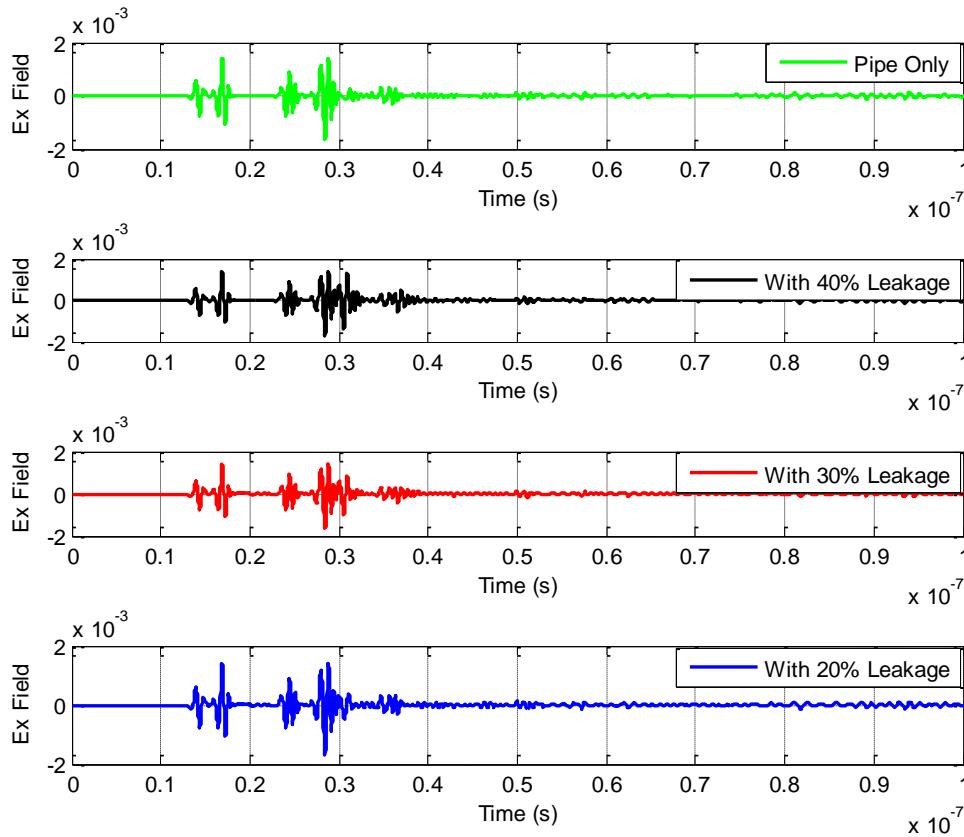 x 10-3
2
0
-2
Ex Field
Pipe Only
0 0.1 0.2 0.3 0.4 0.5 0.6 0.7 0.8 0.9 1
Time (s)
x 10-7
x 10-3
2
0
-2
Ex Field
With 40% Leakage
0 0.1 0.2 0.3 0.4 0.5 0.6 0.7 0.8 0.9 1
Time (s)
x 10-7
x 10-3
2
0
-2
Ex Field
With 30% Leakage
0 0.1 0.2 0.3 0.4 0.5 0.6 0.7 0.8 0.9 1
Time (s)
x 10-7
x 10-3
2
0
-2
Ex Field
With 20% Leakage
0 0.1 0.2 0.3 0.4 0.5 0.6 0.7 0.8 0.9 1
Time (s)
x 10-7